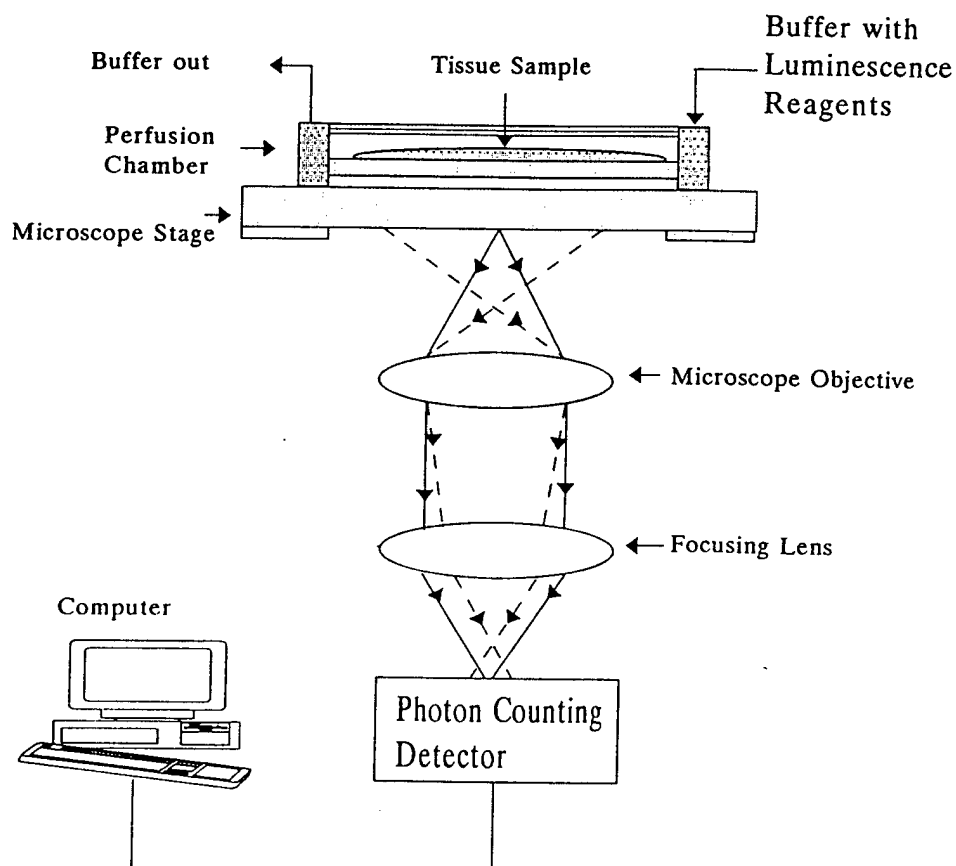 Buffer out
Tissue Sample
Buffer with
Luminescence
Reagents
Perfusion
Chamber
Microscope Stage
Microscope Objective
Focusing Lens
Computer
Photon Counting
Detector